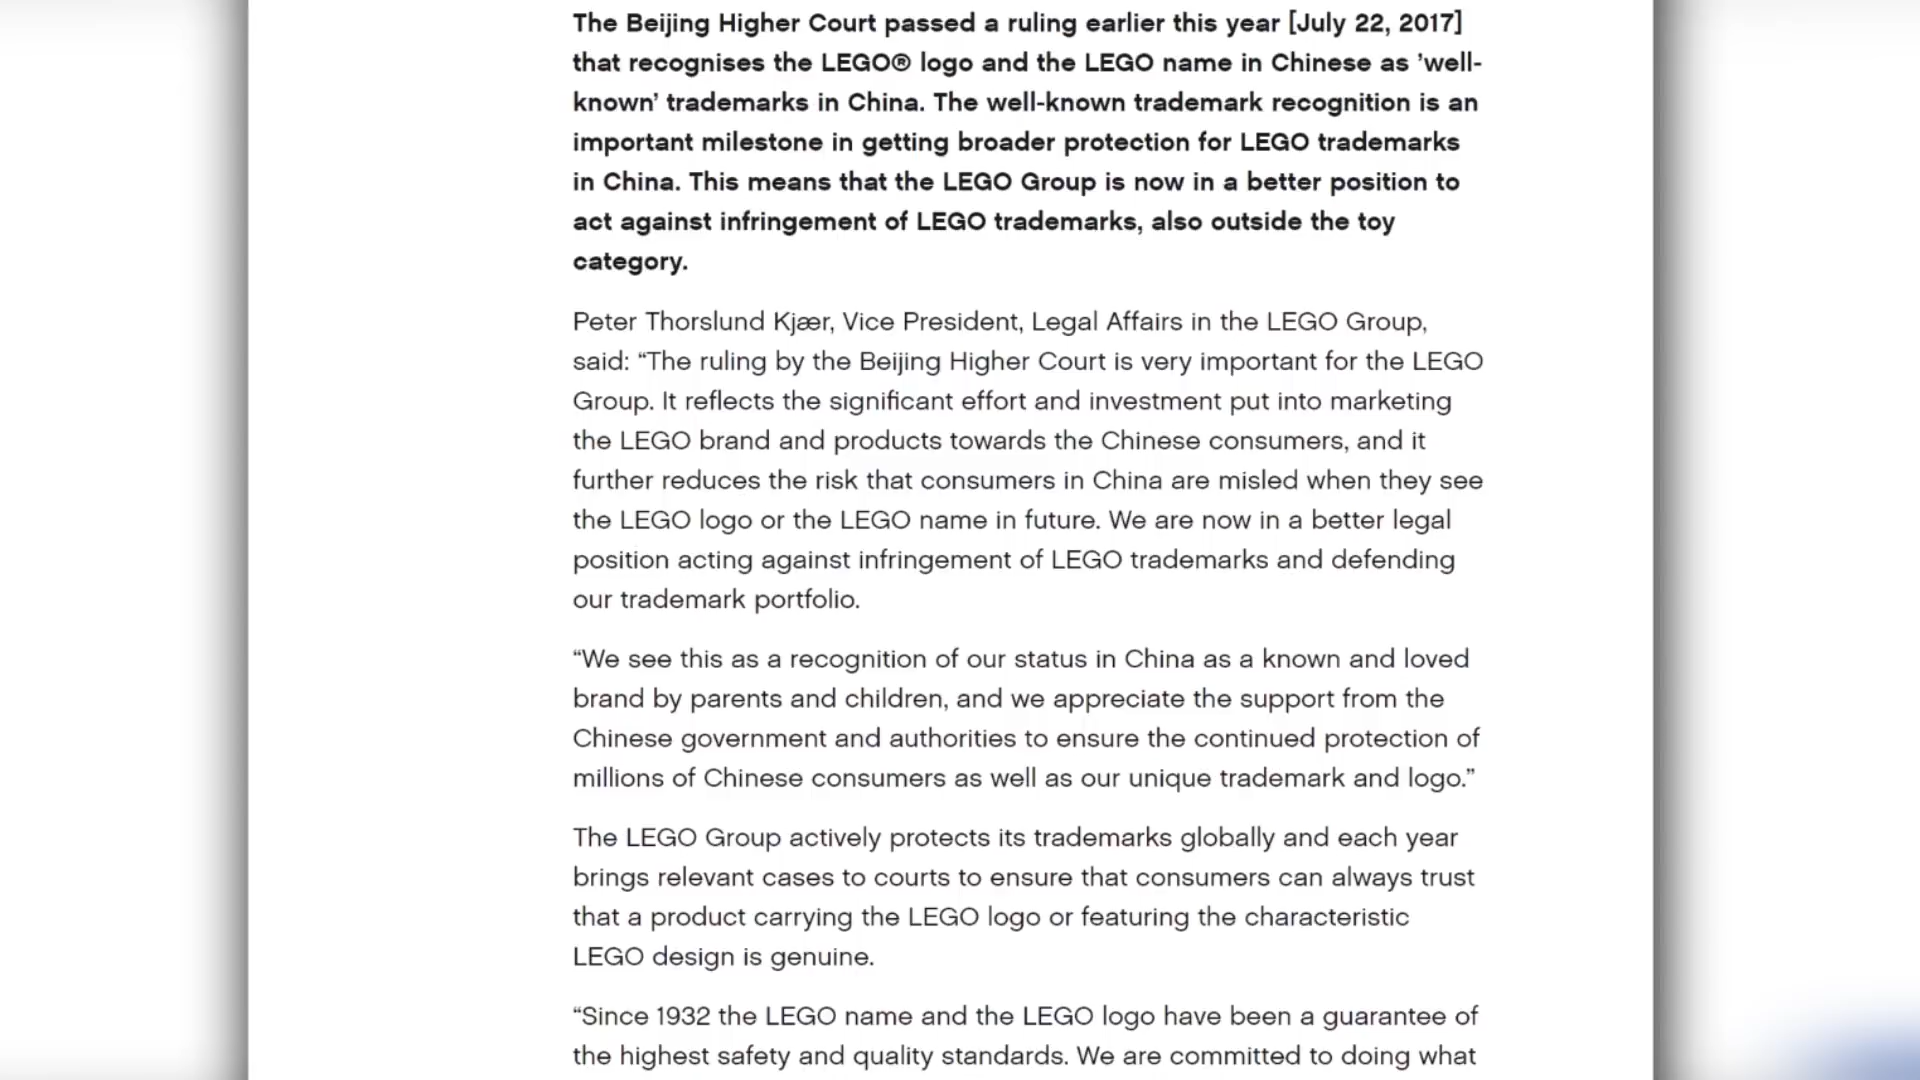 The Beijing Higher Court passed a ruling earlier this year [July 22, 2017]
that recognises the LEGO® logo and the LEGO name in Chinese as ’well-
known’ trademarks in China. The well-known trademark recognition is an
important milestone in getting broader protection for LEGO trademarks
in China. This means that the LEGO Group is now in a better position to
act against infringement of LEGO trademarks, also outside the toy
category.
Peter Thorslund Kjær, Vice President, Legal Affairs in the LEGO Group,
said: “The ruling by the Beijing Higher Court is very important for the LEGO
Group. It reflects the significant effort and investment put into marketing
the LEGO brand and products towards the Chinese consumers, and it
further reduces the risk that consumers in China are misled when they see
the LEGO logo or the LEGO name in future. We are now in a better legal
position acting against infringement of LEGO trademarks and defending
our trademark portfolio.
“We see this as a recognition of our status in China as a known and loved
brand by parents and children, and we appreciate the support from the
Chinese government and authorities to ensure the continued protection of
millions of Chinese consumers as well as our unique trademark and logo.”
The LEGO Group actively protects its trademarks globally and each year
brings relevant cases to courts to ensure that consumers can always trust
that a product carrying the LEGO logo or featuring the characteristic
LEGO design is genuine.
“Since 1932 the LEGO name and the LEGO logo have been a guarantee of
the highest safety and quality standards. We are committed to doing what